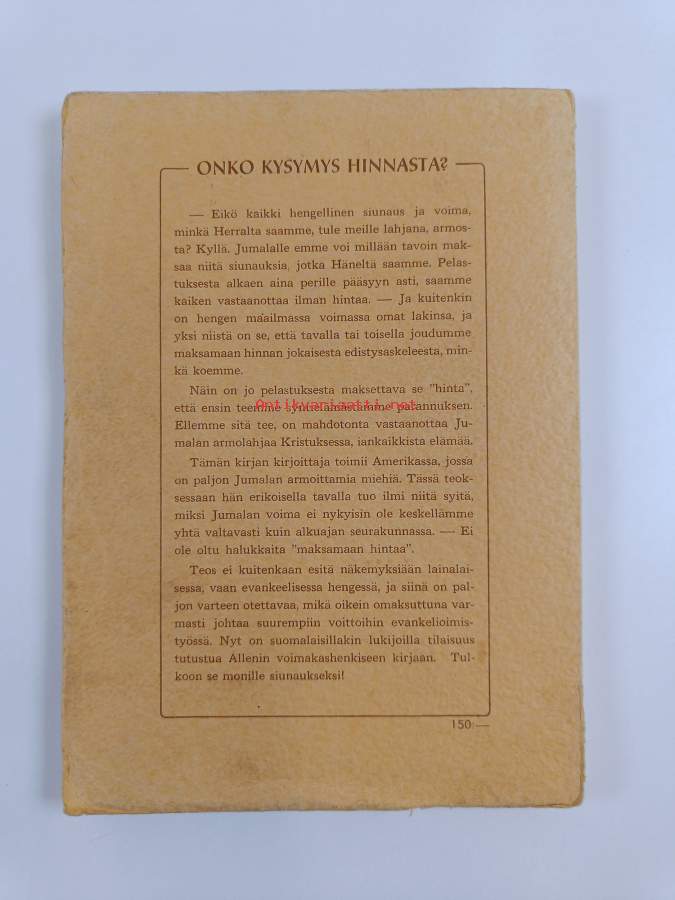 ONKO KYSYMYS HINNASTA?
— Eikö kaikki hengellinen siunaus ja voima,
minkä Herralta saamme, tule meille lahjana, armos-
ta? Kyllä. Jumalalle emme voi millään tavoin mak-
saa niitä siunauksia, jotka Häneltä saamme. Pelas-
tuksesta alkaen aina perille pääsyyn asti, saamme
kaiken vastaanottaa ilman hintaa. — Ja kuitenkin
on hengen maailmassa voimassa omat lakinsa, ja
yksi niistä on se, että tavalla tai toisella joudumme
maksamaan hinnan jokaisesta edistysaskeleesta, min-
kä koemme.
Näin on jo pelastuksesta maksettava se "hinta",
että ensin teemme syntielämästämme parannuksen.
Antikvariaatti.net
Ellemme sitä tee, on mahdotonta vastaanottaa Ju-
malan armolahjaa Kristuksessa, iankaikkista elämää.
Tämän kirjan kirjoittaja toimii Amerikassa, jossa
on paljon Jumalan armoittamia miehiä. Tässä teok-
sessaan hän erikoisella tavalla tuo ilmi niitä syitä,
miksi Jumalan voima ei nykyisin ole keskellämme
yhtä valtavasti kuin alkuajan seurakunnassa. — Ei
ole oltu halukkaita "maksamaan hintaa".
Teos ei kuitenkaan esitä näkemyksiään lainalai-
sessa, vaan evankeelisessa hengessä, ja siinä on pal-
jon varteen otettavaa, mikä oikein omaksuttuna var-
masti johtaa suurempiin voittoihin evankelioimis-
työssä. Nyt on suomalaisillakin lukijoilla tilaisuus
tutustua Allenin voimakashenkiseen kirjaan. Tul-
koon se monille siunaukseksi!
150:—